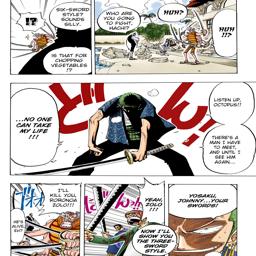 SIX-SWORD
STYLE?
SOUNDS
SILLY.
IS THAT FOR
CHOPPING
VEGETABLES
!?
WHO ARE
YOU GOING
TO FIGHT,
HACHI?
HUH?
HUH
!!?
LISTEN UP,
OCTOPUS!
THERE'S A
MAN I HAVE
TO MEET,
AND UNTIL I
SEE HIM
AGAIN...
...NO ONE
CAN TAKE
MY LIFE
!!!
I'LL
KILL YOU
RORONOA
ZOLO!!!
HE'S
ALIVE,
EH?
YEAH,
ZOLO
!!!
NOW I'LL
SHOW YOU
THE THREE-
SWORD
STYLE.
YOSAKU,
JOHNNY...YOUR
SWORDS!